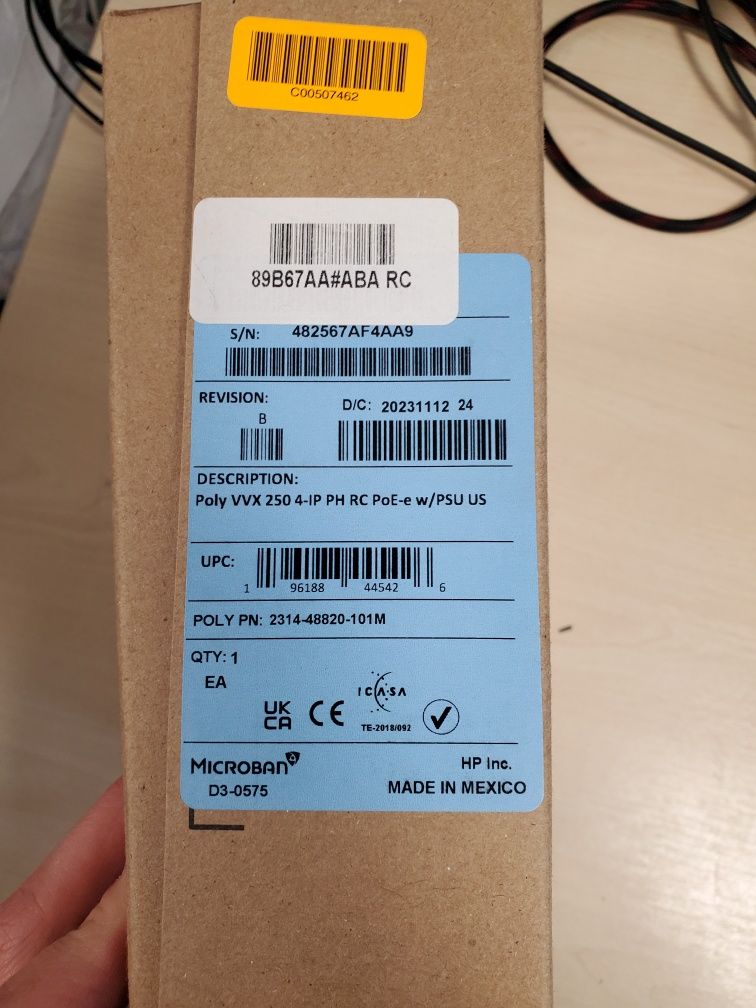 C00507462
89B67AA#ABA RC
S/N: 482567AF4AA9
REVISION:
B
D/C: 20231112 24
DESCRIPTION:
Poly VVX 250 4-IP PH RC PoE-e w/PSU US
UPC:
1 96188 44542 6
POLY PN: 2314-48820-101M
QTY: 1
EA
UK
CA
CE
ICASA
TE-2018/092
MICROBAN
D3-0575
HP Inc.
MADE IN MEXICO